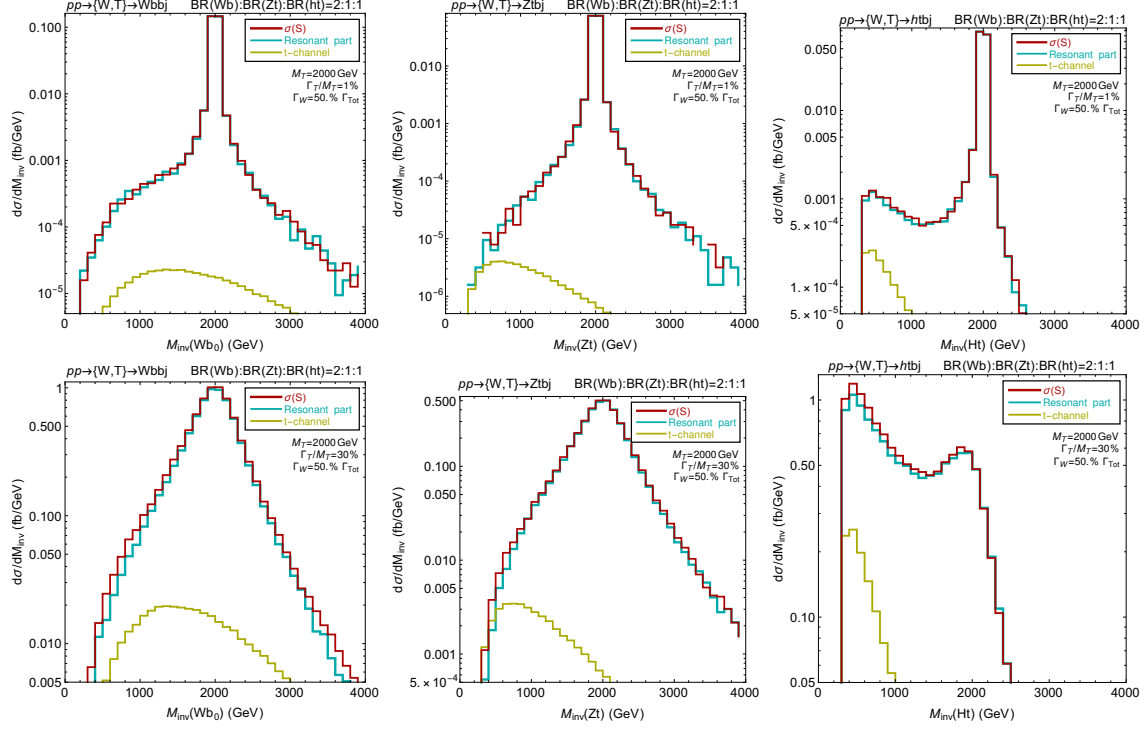 pp→{W,T}→Wbbj BR(Wb):BR(Zt):BR(ht)=2:1:1
σ(S)
Resonant part
t-channel
M_T=2000 GeV
Γ_T/M_T=1%
Γ_W=50.% Γ_Tot
dσ/dM_inv (fb/GeV)
0.100
0.010
0.001
10^-4
10^-5
0 1000 2000 3000 4000
M_inv(Wb_0) (GeV)
pp→{W,T}→Ztbj BR(Wb):BR(Zt):BR(ht)=2:1:1
σ(S)
Resonant part
t-channel
M_T=2000 GeV
Γ_T/M_T=1%
Γ_W=50.% Γ_Tot
dσ/dM_inv (fb/GeV)
0.010
0.001
10^-4
10^-5
10^-6
0 1000 2000 3000 4000
M_inv(Zt) (GeV)
pp→{W,T}→htbj BR(Wb):BR(Zt):BR(ht)=2:1:1
σ(S)
Resonant part
t-channel
M_T=2000 GeV
Γ_T/M_T=1%
Γ_W=50.% Γ_Tot
dσ/dM_inv (fb/GeV)
0.050
0.010
0.005
0.001
5.×10^-4
1.×10^-4
5.×10^-5
0 1000 2000 3000 4000
M_inv(Ht) (GeV)
pp→{W,T}→Wbbj BR(Wb):BR(Zt):BR(ht)=2:1:1
σ(S)
Resonant part
t-channel
M_T=2000 GeV
Γ_T/M_T=30%
Γ_W=50.% Γ_Tot
dσ/dM_inv (fb/GeV)
1
0.500
0.100
0.050
0.010
0.005
0 1000 2000 3000 4000
M_inv(Wb_0) (GeV)
pp→{W,T}→Ztbj BR(Wb):BR(Zt):BR(ht)=2:1:1
σ(S)
Resonant part
t-channel
M_T=2000 GeV
Γ_T/M_T=30%
Γ_W=50.% Γ_Tot
dσ/dM_inv (fb/GeV)
0.500
0.100
0.050
0.010
0.005
0.001
5.×10^-4
0 1000 2000 3000 4000
M_inv(Zt) (GeV)
pp→{W,T}→htbj BR(Wb):BR(Zt):BR(ht)=2:1:1
σ(S)
Resonant part
t-channel
M_T=2000 GeV
Γ_T/M_T=30%
Γ_W=50.% Γ_Tot
dσ/dM_inv (fb/GeV)
1
0.50
0.10
0.05
0 1000 2000 3000 4000
M_inv(Ht) (GeV)